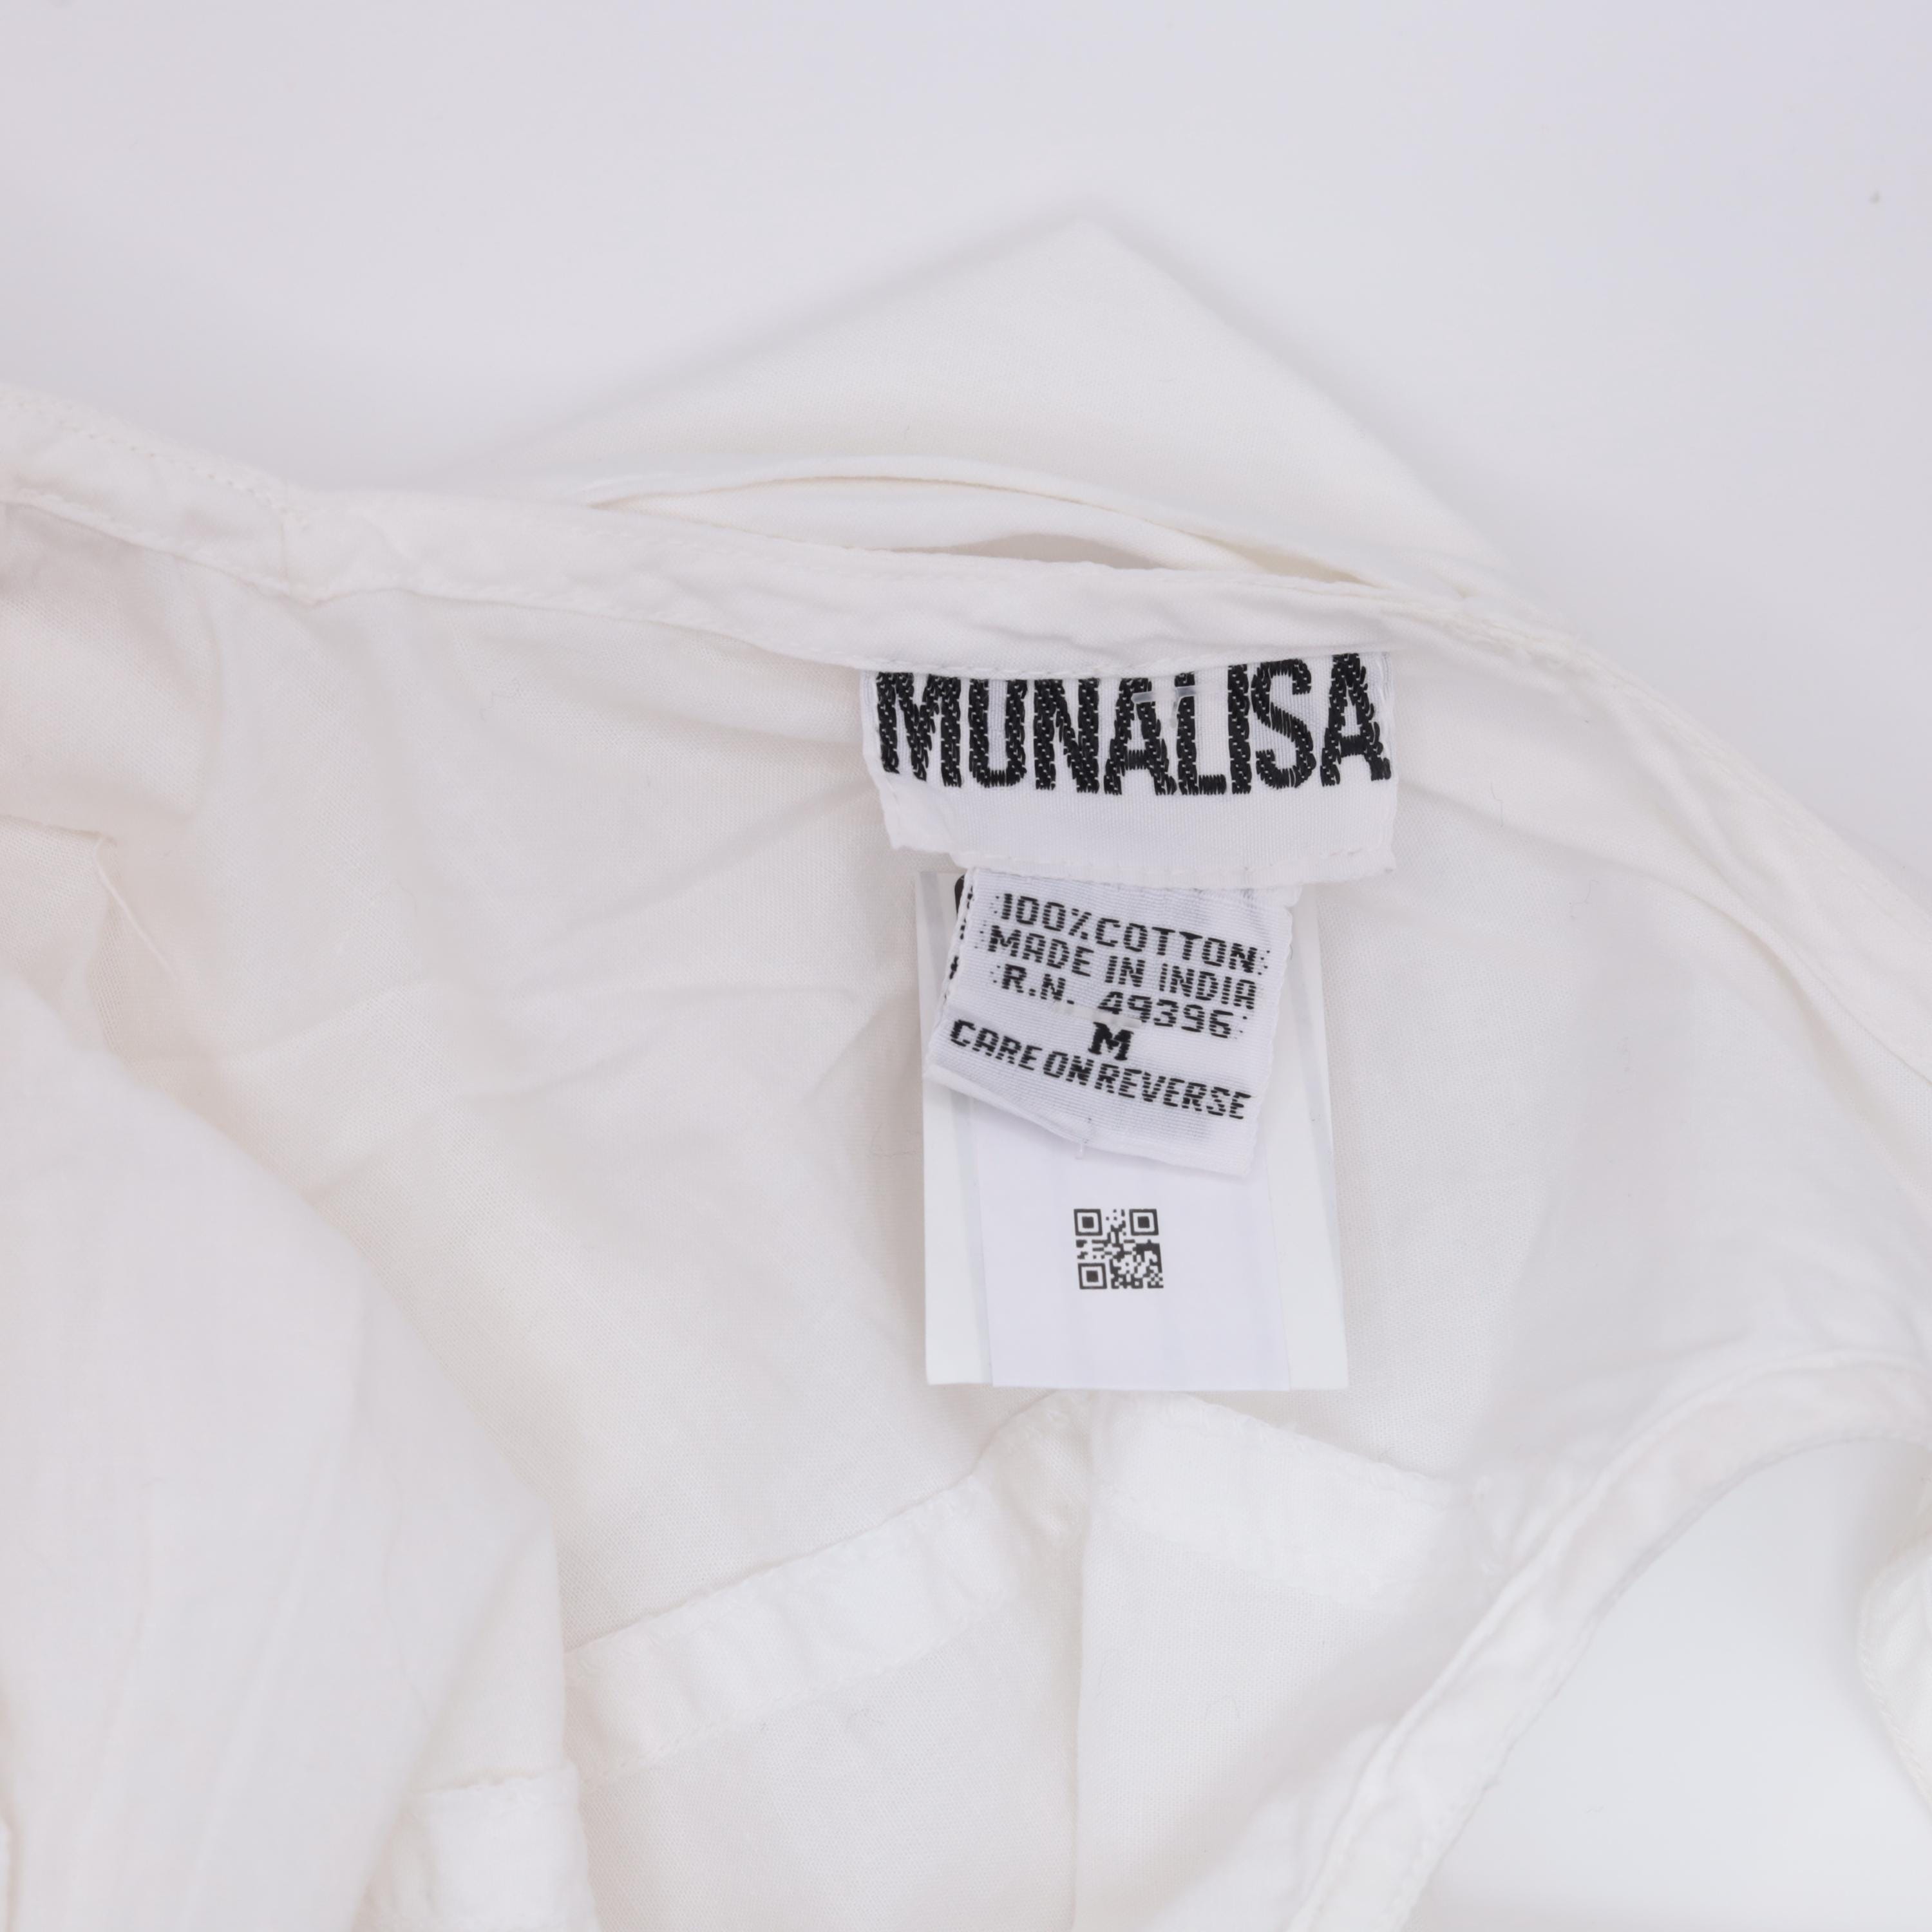 MUNALISA
100% COTTON
MADE IN INDIA
R.N. 49396
M
CARE ON REVERSE